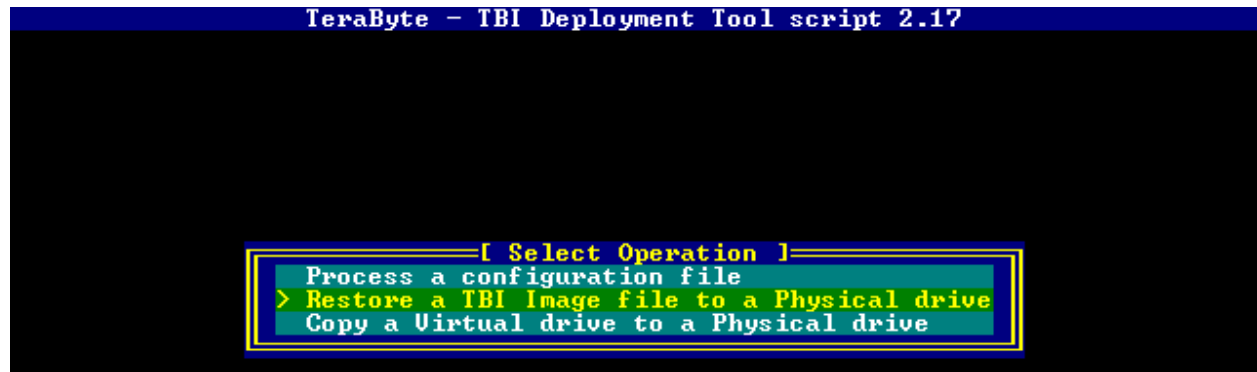 TeraByte - TBI Deployment Tool script 2.17
[ Select Operation ]
Process a configuration file
> Restore a TBI Image file to a Physical drive
Copy a Virtual drive to a Physical drive